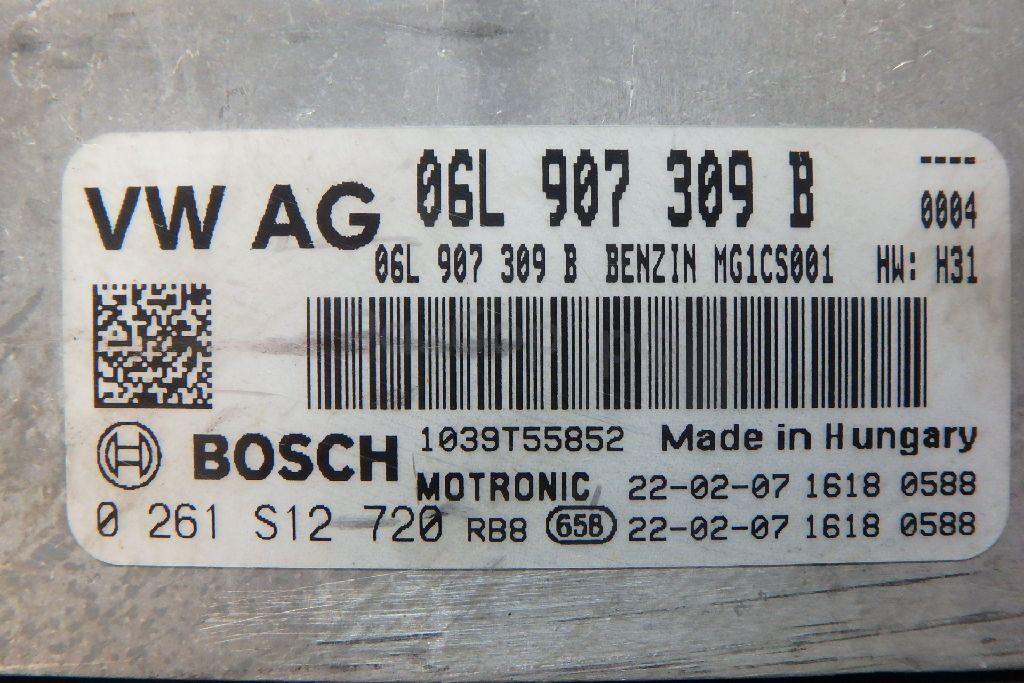 VW AG 06L 907 309 B ----
0004
06L 907 309 B BENZIN MG1CS001 HW: H31
BOSCH 1039T55852 Made in Hungary
MOTRONIC 22-02-07 1618 0588
0 261 S12 720 RB8 65B 22-02-07 1618 0588